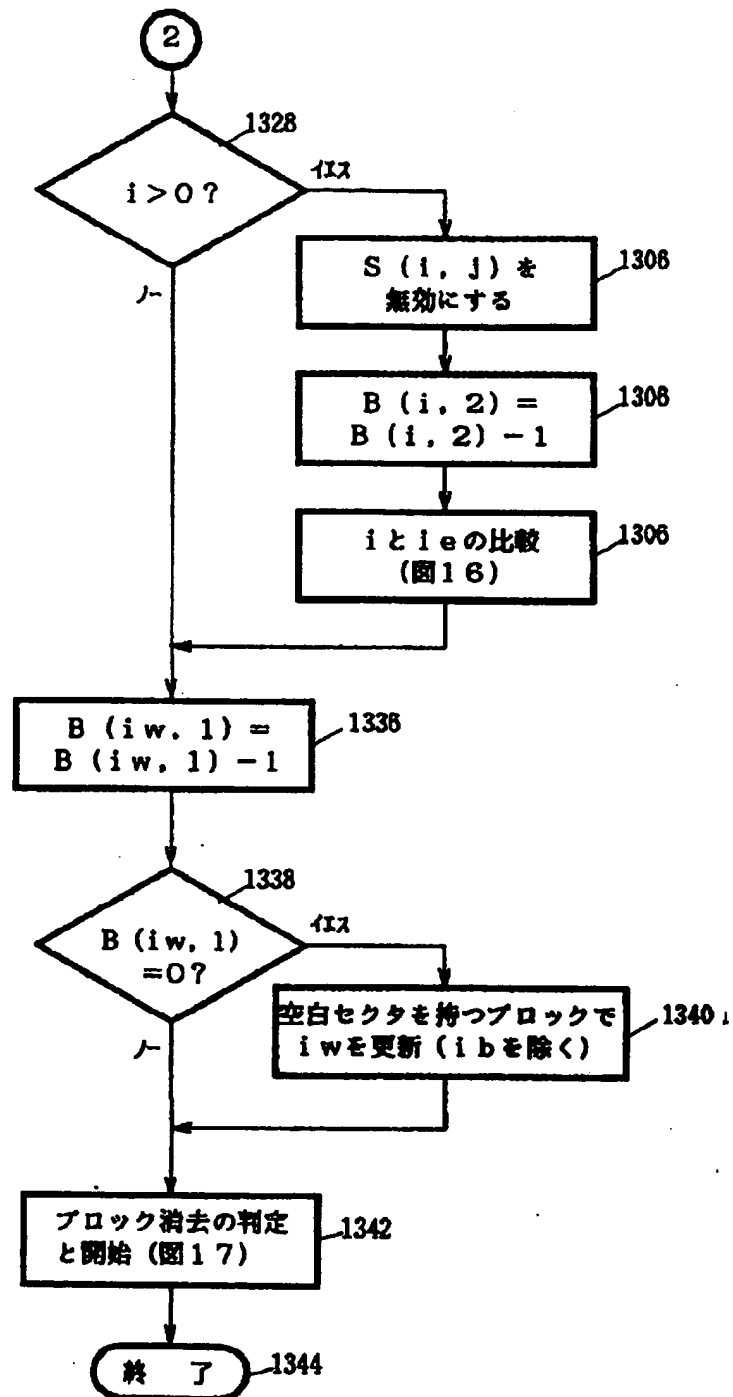 2
1328
i>0?
イエス
ノー
S(i, j)を
無効にする
1306
B(i, 2)=
B(i, 2)-1
1308
iとieの比較
(図16)
1306
B(iw, 1)=
B(iw, 1)-1
1336
1338
B(iw, 1)
=0?
イエス
ノー
空白セクタを持つブロックで
iwを更新(ibを除く)
1340
ブロック消去の判定
と開始(図17)
1342
終 了
1344